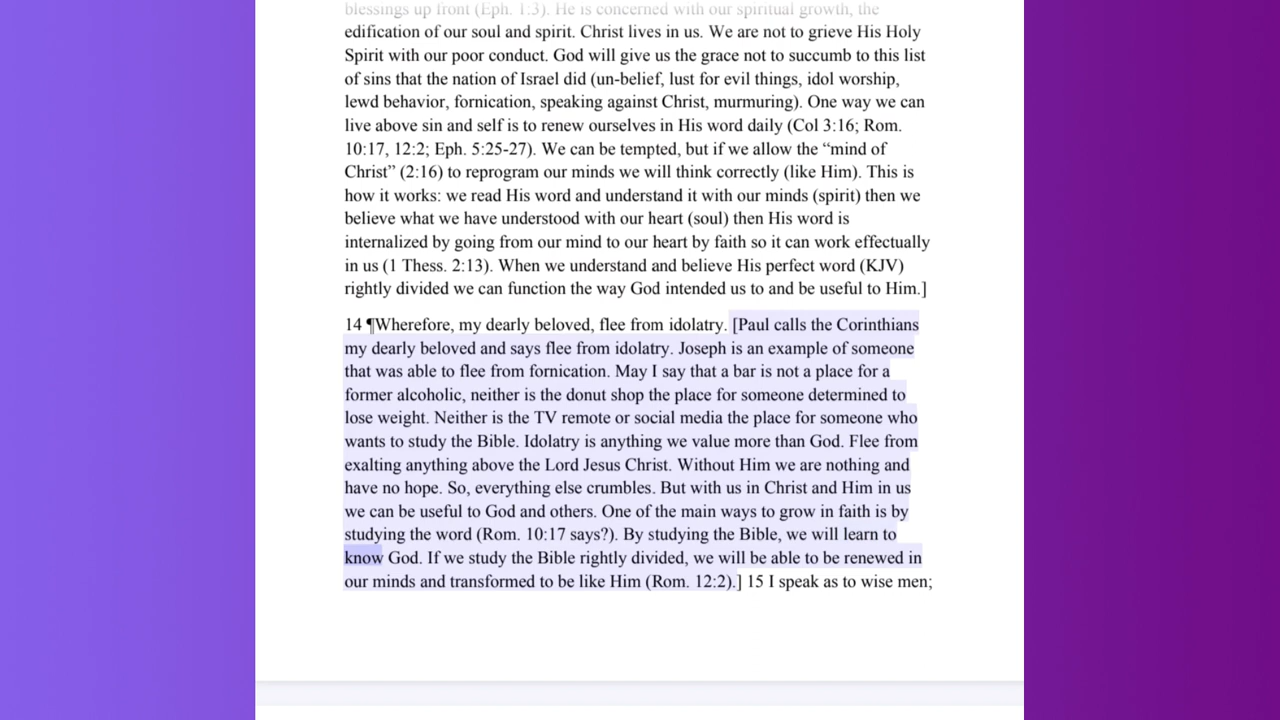 blessings up front (Eph. 1:3). He is concerned with our spiritual growth, the
edification of our soul and spirit. Christ lives in us. We are not to grieve His Holy
Spirit with our poor conduct. God will give us the grace not to succumb to this list
of sins that the nation of Israel did (un-belief, lust for evil things, idol worship,
lewd behavior, fornication, speaking against Christ, murmuring). One way we can
live above sin and self is to renew ourselves in His word daily (Col 3:16; Rom.
10:17, 12:2; Eph. 5:25-27). We can be tempted, but if we allow the “mind of
Christ” (2:16) to reprogram our minds we will think correctly (like Him). This is
how it works: we read His word and understand it with our minds (spirit) then we
believe what we have understood with our heart (soul) then His word is
internalized by going from our mind to our heart by faith so it can work effectually
in us (1 Thess. 2:13). When we understand and believe His perfect word (KJV)
rightly divided we can function the way God intended us to and be useful to Him.]
14 ¶Wherefore, my dearly beloved, flee from idolatry. [Paul calls the Corinthians
my dearly beloved and says flee from idolatry. Joseph is an example of someone
that was able to flee from fornication. May I say that a bar is not a place for a
former alcoholic, neither is the donut shop the place for someone determined to
lose weight. Neither is the TV remote or social media the place for someone who
wants to study the Bible. Idolatry is anything we value more than God. Flee from
exalting anything above the Lord Jesus Christ. Without Him we are nothing and
have no hope. So, everything else crumbles. But with us in Christ and Him in us
we can be useful to God and others. One of the main ways to grow in faith is by
studying the word (Rom. 10:17 says?). By studying the Bible, we will learn to
know God. If we study the Bible rightly divided, we will be able to be renewed in
our minds and transformed to be like Him (Rom. 12:2).] 15 I speak as to wise men;